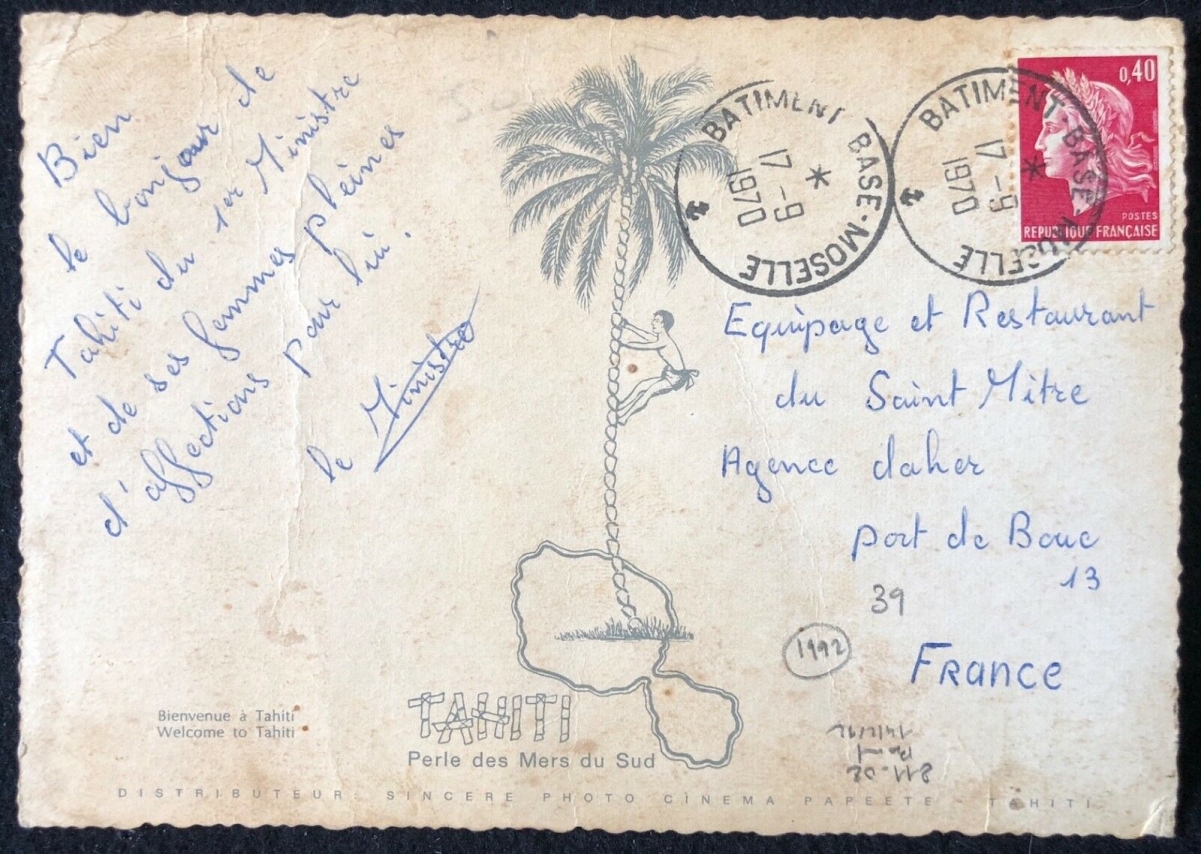 Bien
le bonjour de
Tahiti du 1er Ministre
et de ses femmes pleines
d'affections pour lui.
le Ministre
BATIMENT BASE-MOSELLE
17-9
1970
BATIMENT BASE MOSELLE
17-9
1970
0,40
POSTES
REPUBLIQUE FRANÇAISE
Equipage et Restaurant
du Saint Mitre
Agence daher
port de Bouc
13
39
1992
France
Bienvenue à Tahiti
Welcome to Tahiti
TAHITI
Perle des Mers du Sud
DISTRIBUTEUR SINCERE PHOTO CINEMA PAPEETE - TAHITI